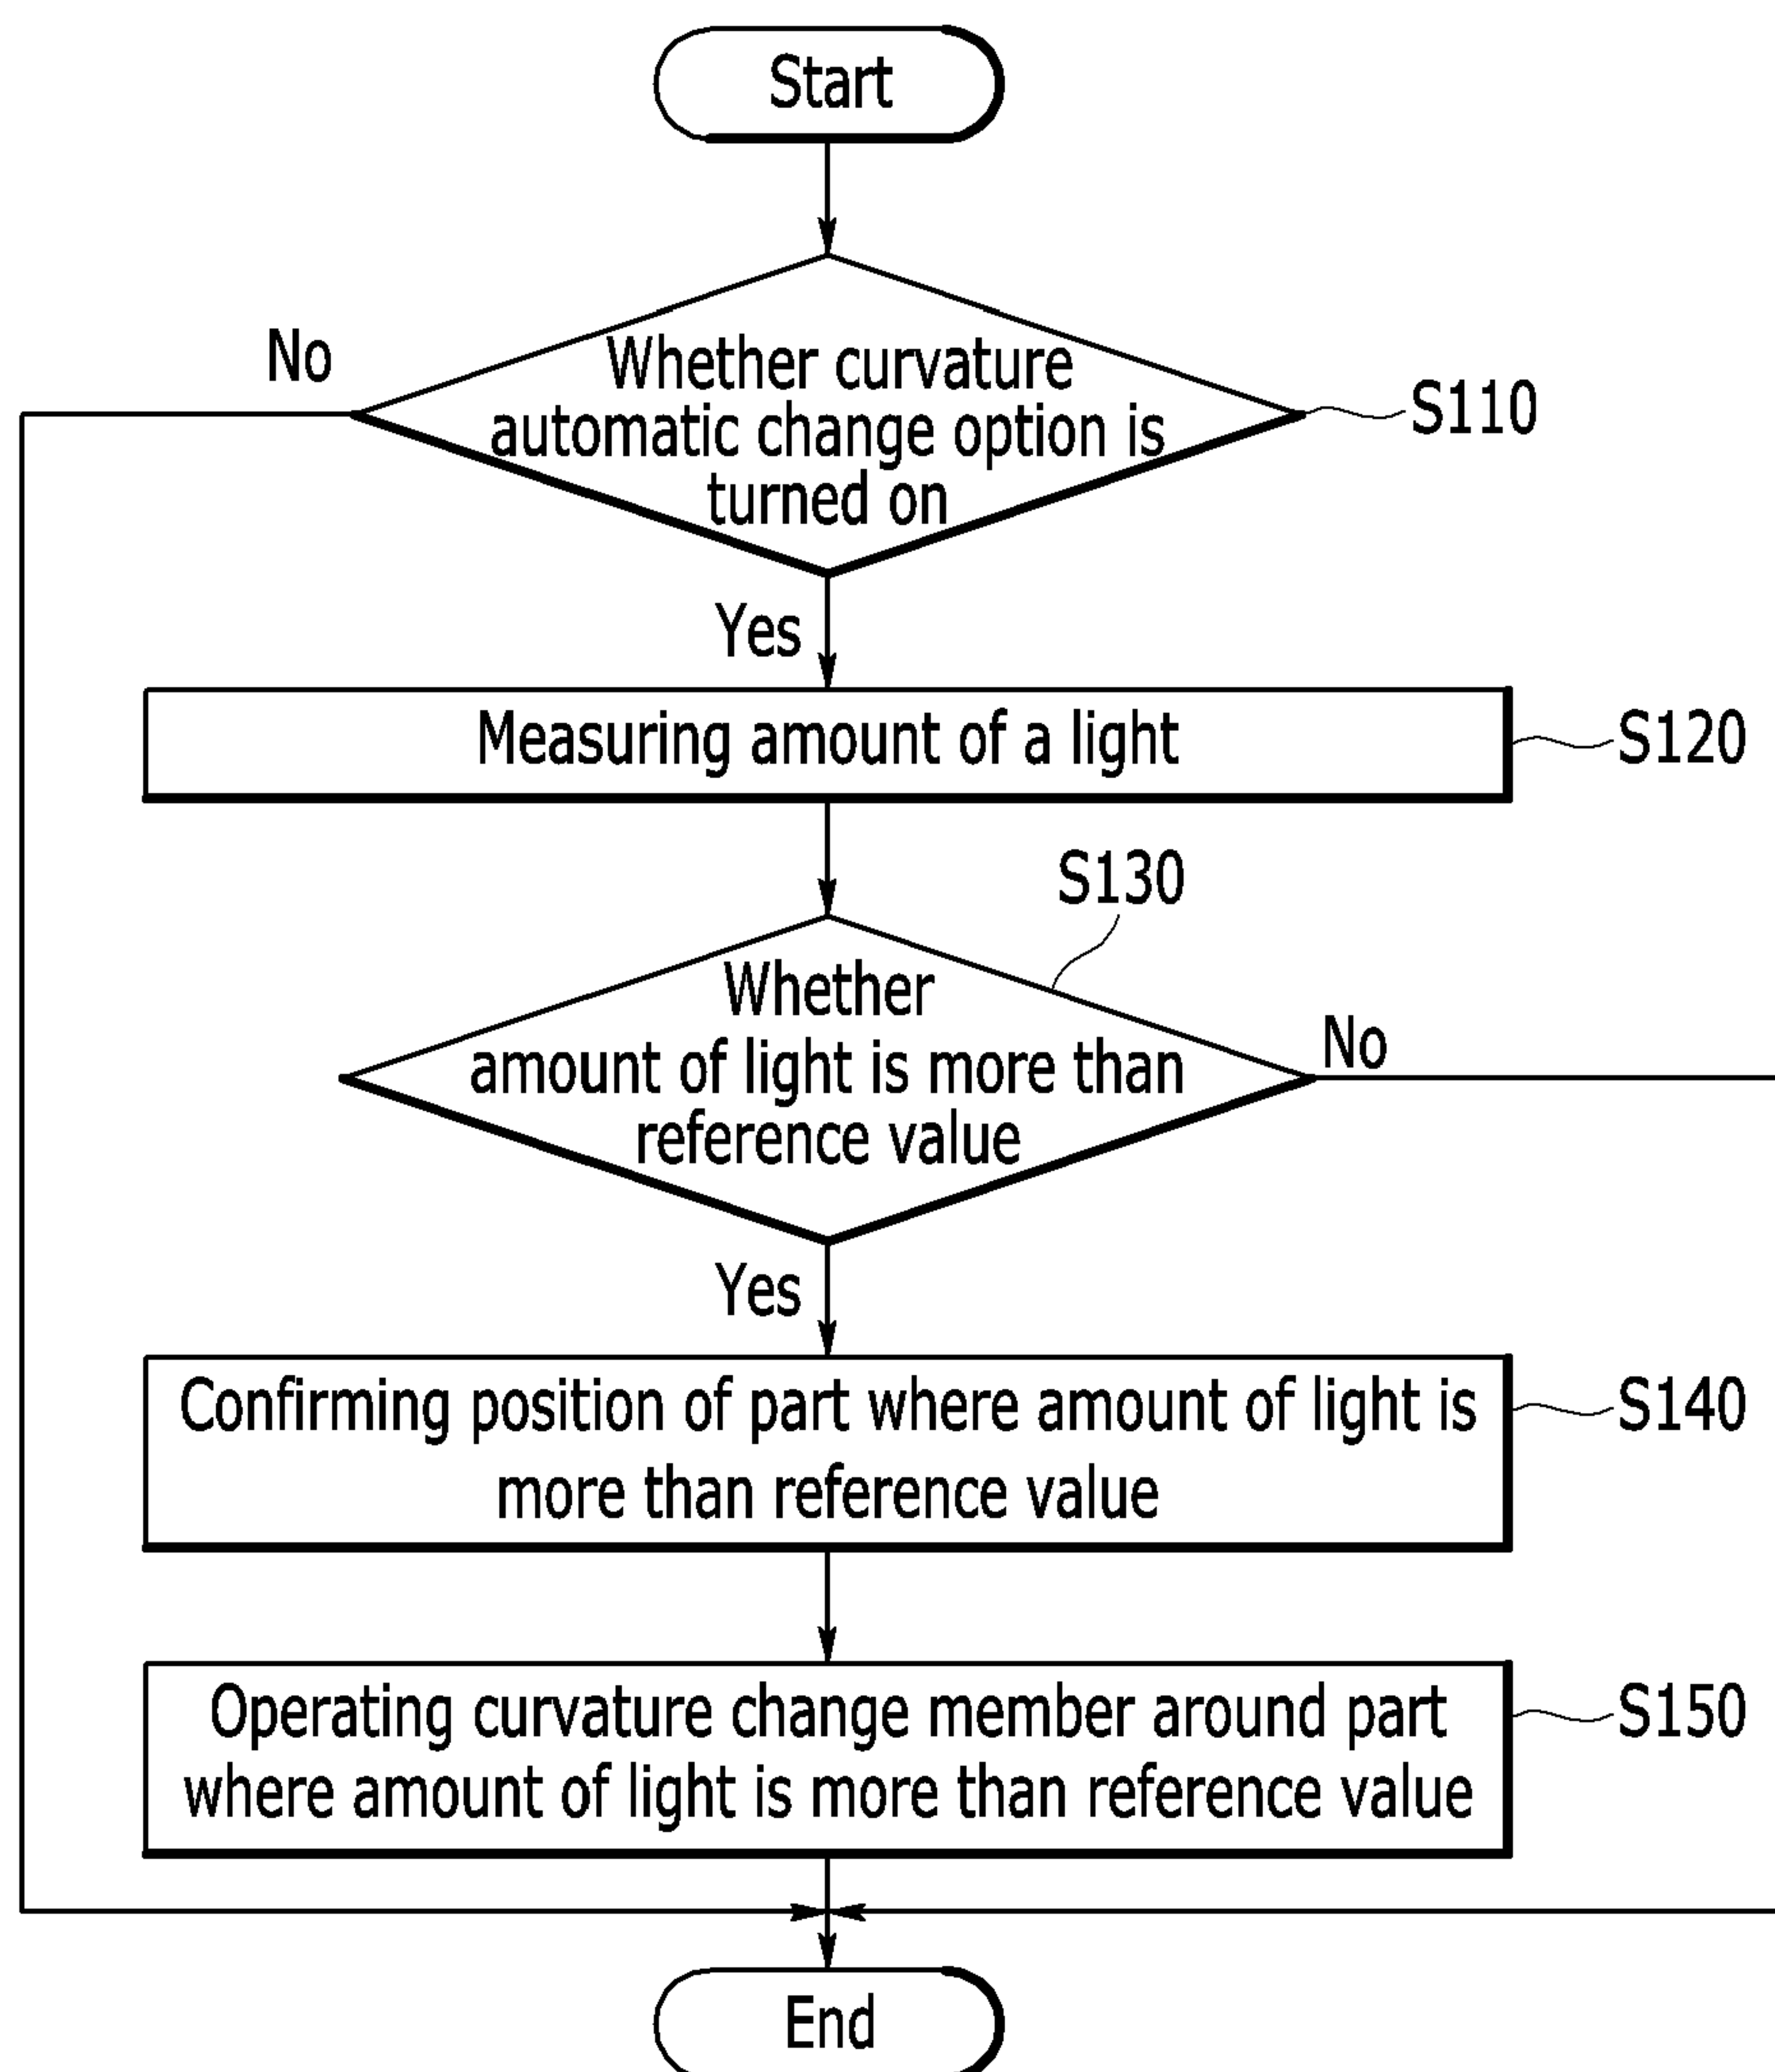 Start
No
Whether curvature
automatic change option is
turned on
S110
Yes
Measuring amount of a light
S120
S130
Whether
amount of light is more than
reference value
No
Yes
Confirming position of part where amount of light is
more than reference value
S140
Operating curvature change member around part
where amount of light is more than reference value
S150
End